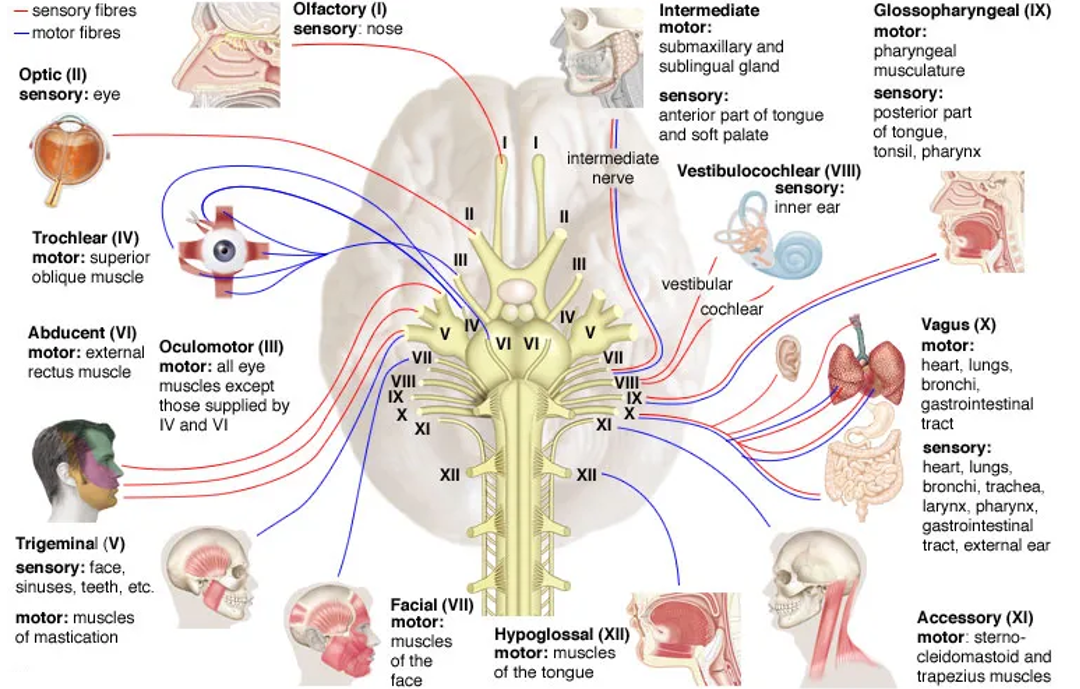 sensory fibres
motor fibres
Optic (II)
sensory: eye
Olfactory (I)
sensory: nose
Intermediate
motor:
submaxillary and
sublingual gland
sensory:
anterior part of tongue
and soft palate
Glossopharyngeal (IX)
motor:
pharyngeal
musculature
sensory:
posterior part
of tongue,
tonsil, pharynx
intermediate
nerve
Vestibulocochlear (VIII)
sensory:
inner ear
vestibular
cochlear
Trochlear (IV)
motor: superior
oblique muscle
Abducent (VI)
motor: external
rectus muscle
Oculomotor (III)
motor: all eye
muscles except
those supplied by
IV and VI
I I
II II
III III
IV IV
V V
VI VI
VII VII
VIII VIII
IX IX
X X
XI XI
XII XII
Vagus (X)
motor:
heart, lungs,
bronchi,
gastrointestinal
tract
sensory:
heart, lungs,
bronchi, trachea,
larynx, pharynx,
gastrointestinal
tract, external ear
Trigeminal (V)
sensory: face,
sinuses, teeth, etc.
motor: muscles
of mastication
Facial (VII)
motor:
muscles
of the
face
Hypoglossal (XII)
motor: muscles
of the tongue
Accessory (XI)
motor: sterno-
cleidomastoid and
trapezius muscles